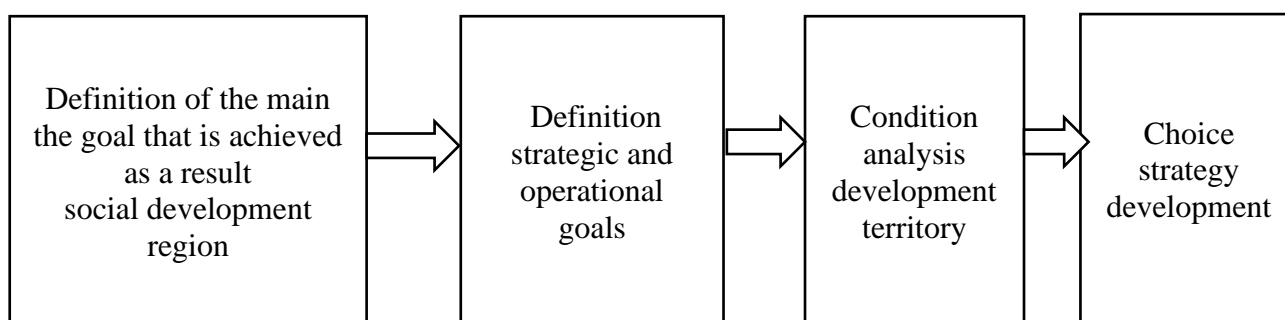 Definition of the main
the goal that is achieved
as a result
social development
region
Definition
strategic and
operational
goals
Condition
analysis
development
territory
Choice
strategy
development